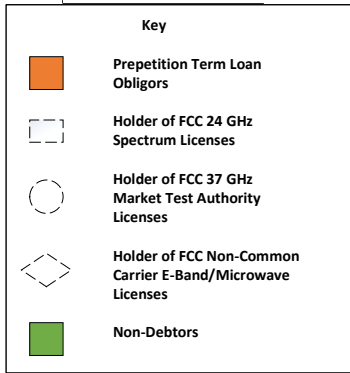 Key
Prepetition Term Loan
Obligors
Holder of FCC 24 GHz
Spectrum Licenses
Holder of FCC 37 GHz
Market Test Authority
Licenses
Holder of FCC Non-Common
Carrier E-Band/Microwave
Licenses
Non-Debtors